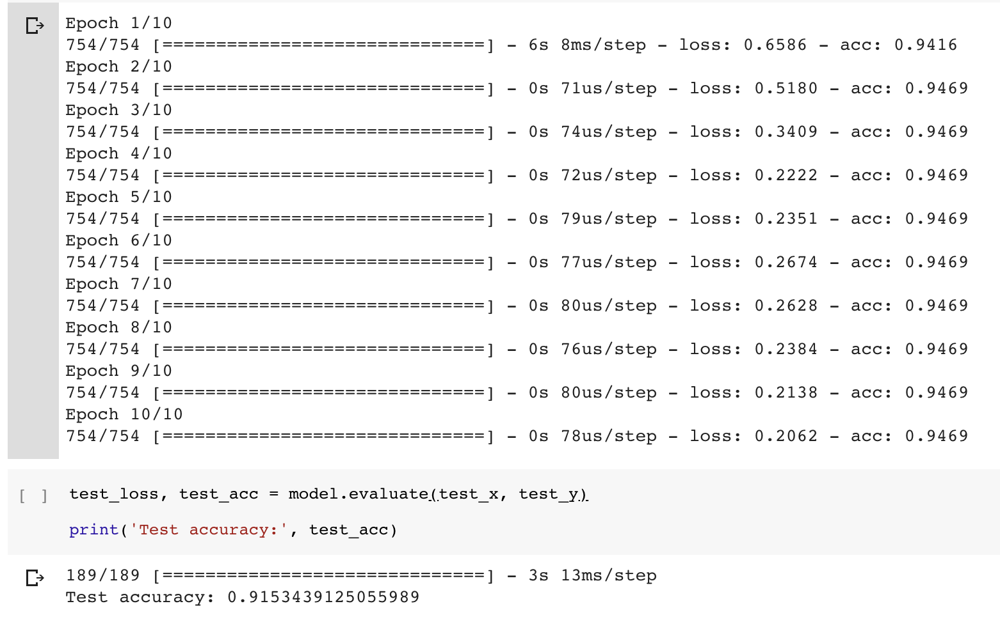 Epoch 1/10
754/754 [==============================] - 6s 8ms/step - loss: 0.6586 - acc: 0.9416
Epoch 2/10
754/754 [==============================] - 0s 71us/step - loss: 0.5180 - acc: 0.9469
Epoch 3/10
754/754 [==============================] - 0s 74us/step - loss: 0.3409 - acc: 0.9469
Epoch 4/10
754/754 [==============================] - 0s 72us/step - loss: 0.2222 - acc: 0.9469
Epoch 5/10
754/754 [==============================] - 0s 79us/step - loss: 0.2351 - acc: 0.9469
Epoch 6/10
754/754 [==============================] - 0s 77us/step - loss: 0.2674 - acc: 0.9469
Epoch 7/10
754/754 [==============================] - 0s 80us/step - loss: 0.2628 - acc: 0.9469
Epoch 8/10
754/754 [==============================] - 0s 76us/step - loss: 0.2384 - acc: 0.9469
Epoch 9/10
754/754 [==============================] - 0s 80us/step - loss: 0.2138 - acc: 0.9469
Epoch 10/10
754/754 [==============================] - 0s 78us/step - loss: 0.2062 - acc: 0.9469
[ ] test_loss, test_acc = model.evaluate(test_x, test_y)
print('Test accuracy:', test_acc)
189/189 [==============================] - 3s 13ms/step
Test accuracy: 0.9153439125055989